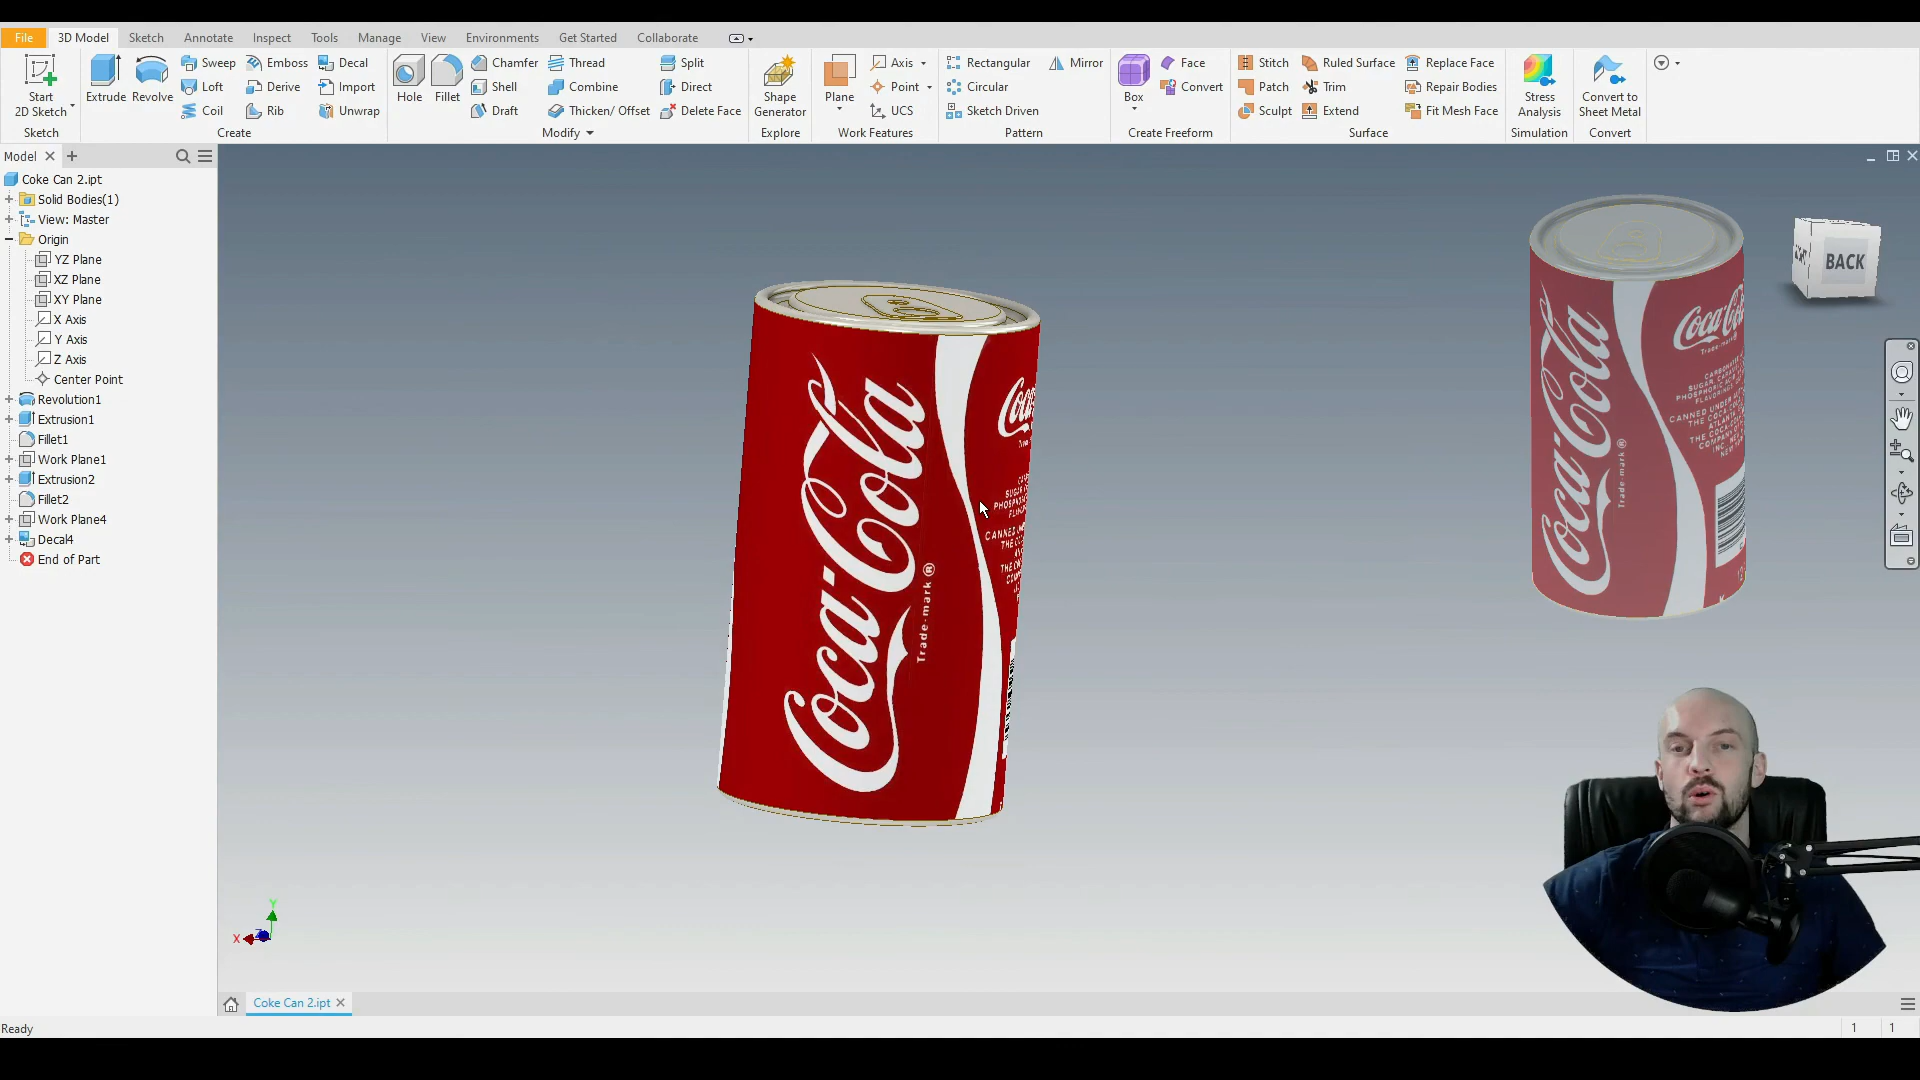 File 3D Model Sketch Annotate Inspect Tools Manage View Environments Get Started Collaborate
Start 2D Sketch
Extrude
Revolve
Sweep
Loft
Coil
Emboss
Derive
Rib
Decal
Import
Unwrap
Hole
Fillet
Chamfer
Shell
Draft
Thread
Combine
Thicken/ Offset
Split
Direct
Delete Face
Shape Generator
Plane
Axis
Point
UCS
Rectangular
Circular
Sketch Driven
Mirror
Box
Face
Convert
Stitch
Patch
Sculpt
Ruled Surface
Trim
Extend
Replace Face
Repair Bodies
Fit Mesh Face
Stress Analysis
Convert to Sheet Metal
Sketch Create Modify Explore Work Features Pattern Create Freeform Surface Simulation Convert
Model
Coke Can 2.ipt
Solid Bodies(1)
View: Master
Origin
YZ Plane
XZ Plane
XY Plane
X Axis
Y Axis
Z Axis
Center Point
Revolution1
Extrusion1
Fillet1
Work Plane1
Extrusion2
Fillet2
Work Plane4
Decal4
End of Part
Coca-Cola
Trade-mark®
Coca-Cola
Trade-mark®
BACK
Y
X
Z
Coke Can 2.ipt
Ready
1 1